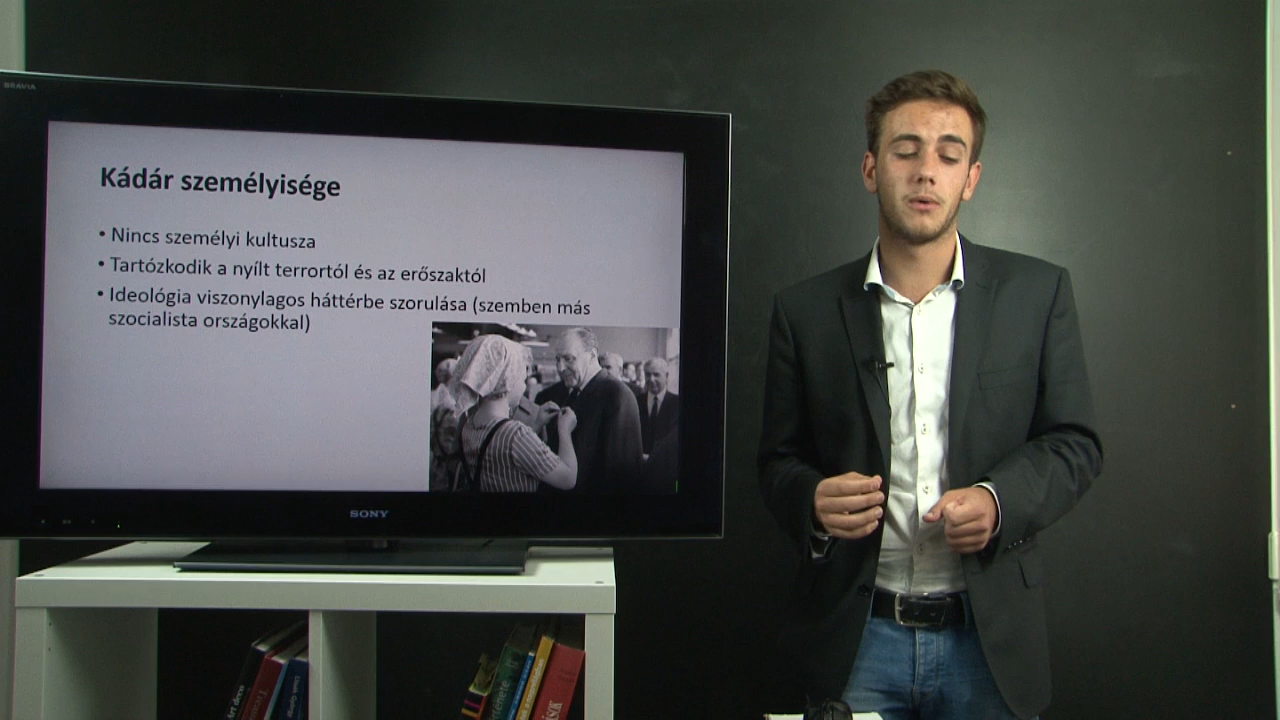 BRAVIA
Kádár személyisége
• Nincs személyi kultusza
• Tartózkodik a nyílt terrortól és az erőszaktól
• Ideológia viszonylagos háttérbe szorulása (szemben más
szocialista országokkal)
SONY